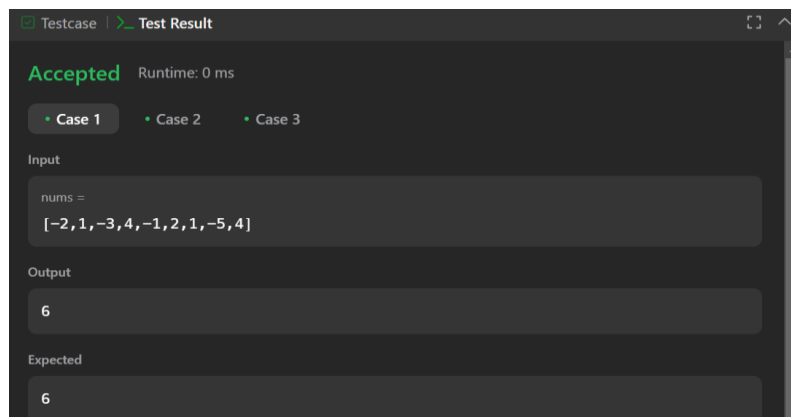 Testcase | >_ Test Result
Accepted Runtime: 0 ms
• Case 1 • Case 2 • Case 3
Input
nums =
[-2,1,-3,4,-1,2,1,-5,4]
Output
6
Expected
6